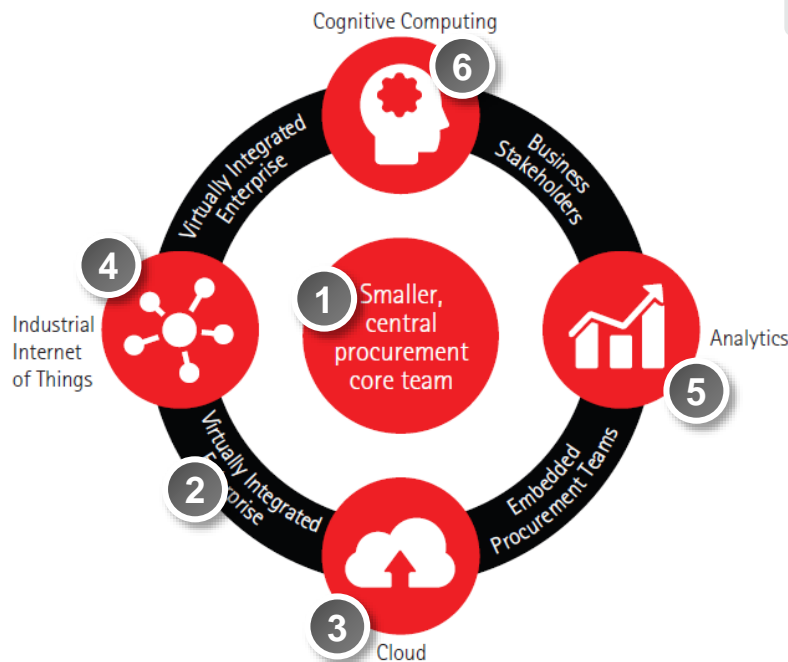 Cognitive Computing
6
Virtually Integrated
Enterprise
Business
Stakeholders
4
1
Smaller,
central
procurement
core team
Industrial
Internet
of Things
Analytics
5
Virtually Integrated
2
Embedded
Procurement Teams
3
Cloud